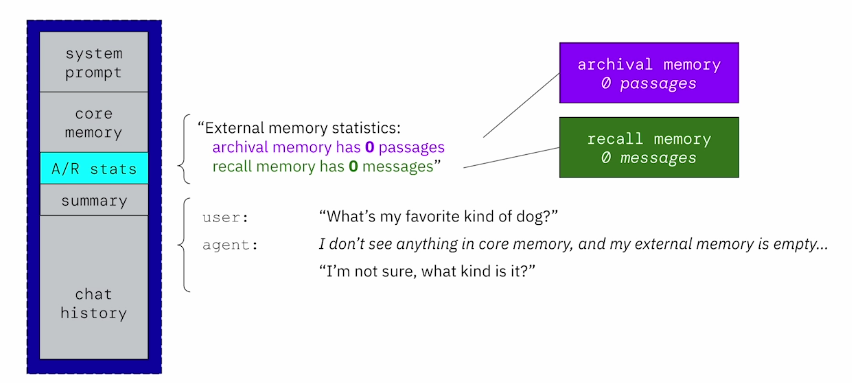 system
prompt
core
memory
A/R stats
summary
chat
history
“External memory statistics:
archival memory has 0 passages
recall memory has 0 messages”
archival memory
0 passages
recall memory
0 messages
user: “What’s my favorite kind of dog?”
agent: I don’t see anything in core memory, and my external memory is empty…
“I’m not sure, what kind is it?”